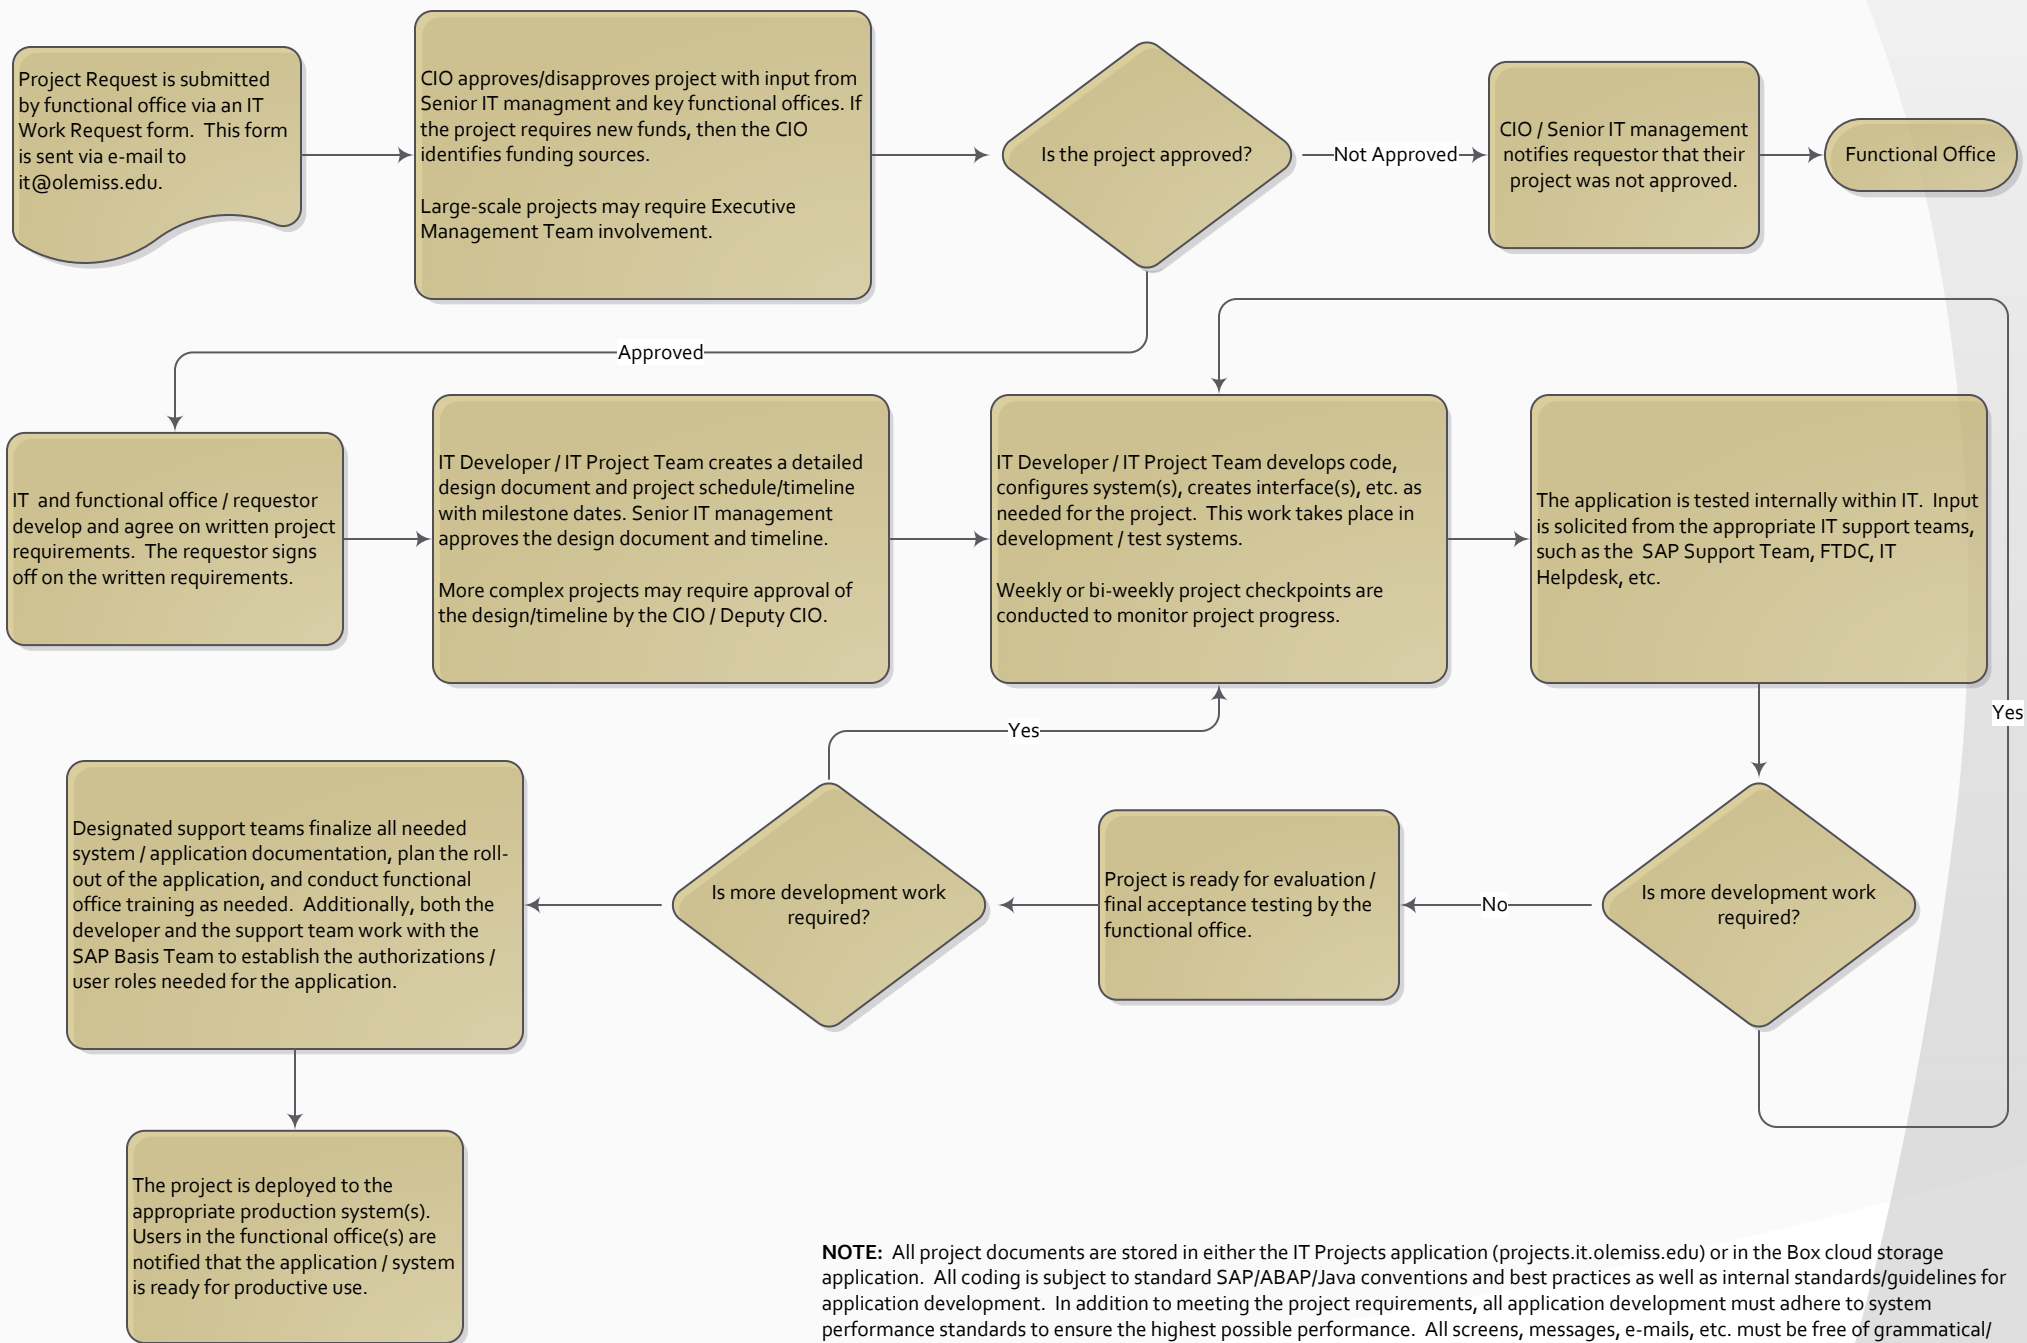 Project Request is submitted
by functional office via an IT
Work Request form.  This form
is sent via e-mail to
it@olemiss.edu.
CIO approves/disapproves project with input from
Senior IT managment and key functional offices. If
the project requires new funds, then the CIO
identifies funding sources.
Large-scale projects may require Executive
Management Team involvement.
Is the project approved?
Not Approved
CIO / Senior IT management
notifies requestor that their
project was not approved.
Functional Office
Approved
IT  and functional office / requestor
develop and agree on written project
requirements.  The requestor signs
off on the written requirements.
IT Developer / IT Project Team creates a detailed
design document and project schedule/timeline
with milestone dates. Senior IT management
approves the design document and timeline.
More complex projects may require approval of
the design/timeline by the CIO / Deputy CIO.
IT Developer / IT Project Team develops code,
configures system(s), creates interface(s), etc. as
needed for the project.  This work takes place in
development / test systems.
Weekly or bi-weekly project checkpoints are
conducted to monitor project progress.
The application is tested internally within IT.  Input
is solicited from the appropriate IT support teams,
such as the  SAP Support Team, FTDC, IT
Helpdesk, etc.
Yes
Yes
Designated support teams finalize all needed
system / application documentation, plan the roll-
out of the application, and conduct functional
office training as needed.  Additionally, both the
developer and the support team work with the
SAP Basis Team to establish the authorizations /
user roles needed for the application.
Is more development work
required?
Project is ready for evaluation /
final acceptance testing by the
functional office.
No
Is more development work
required?
The project is deployed to the
appropriate production system(s).
Users in the functional office(s) are
notified that the application / system
is ready for productive use.
NOTE:  All project documents are stored in either the IT Projects application (projects.it.olemiss.edu) or in the Box cloud storage
application.  All coding is subject to standard SAP/ABAP/Java conventions and best practices as well as internal standards/guidelines for
application development.  In addition to meeting the project requirements, all application development must adhere to system
performance standards to ensure the highest possible performance.  All screens, messages, e-mails, etc. must be free of grammatical/